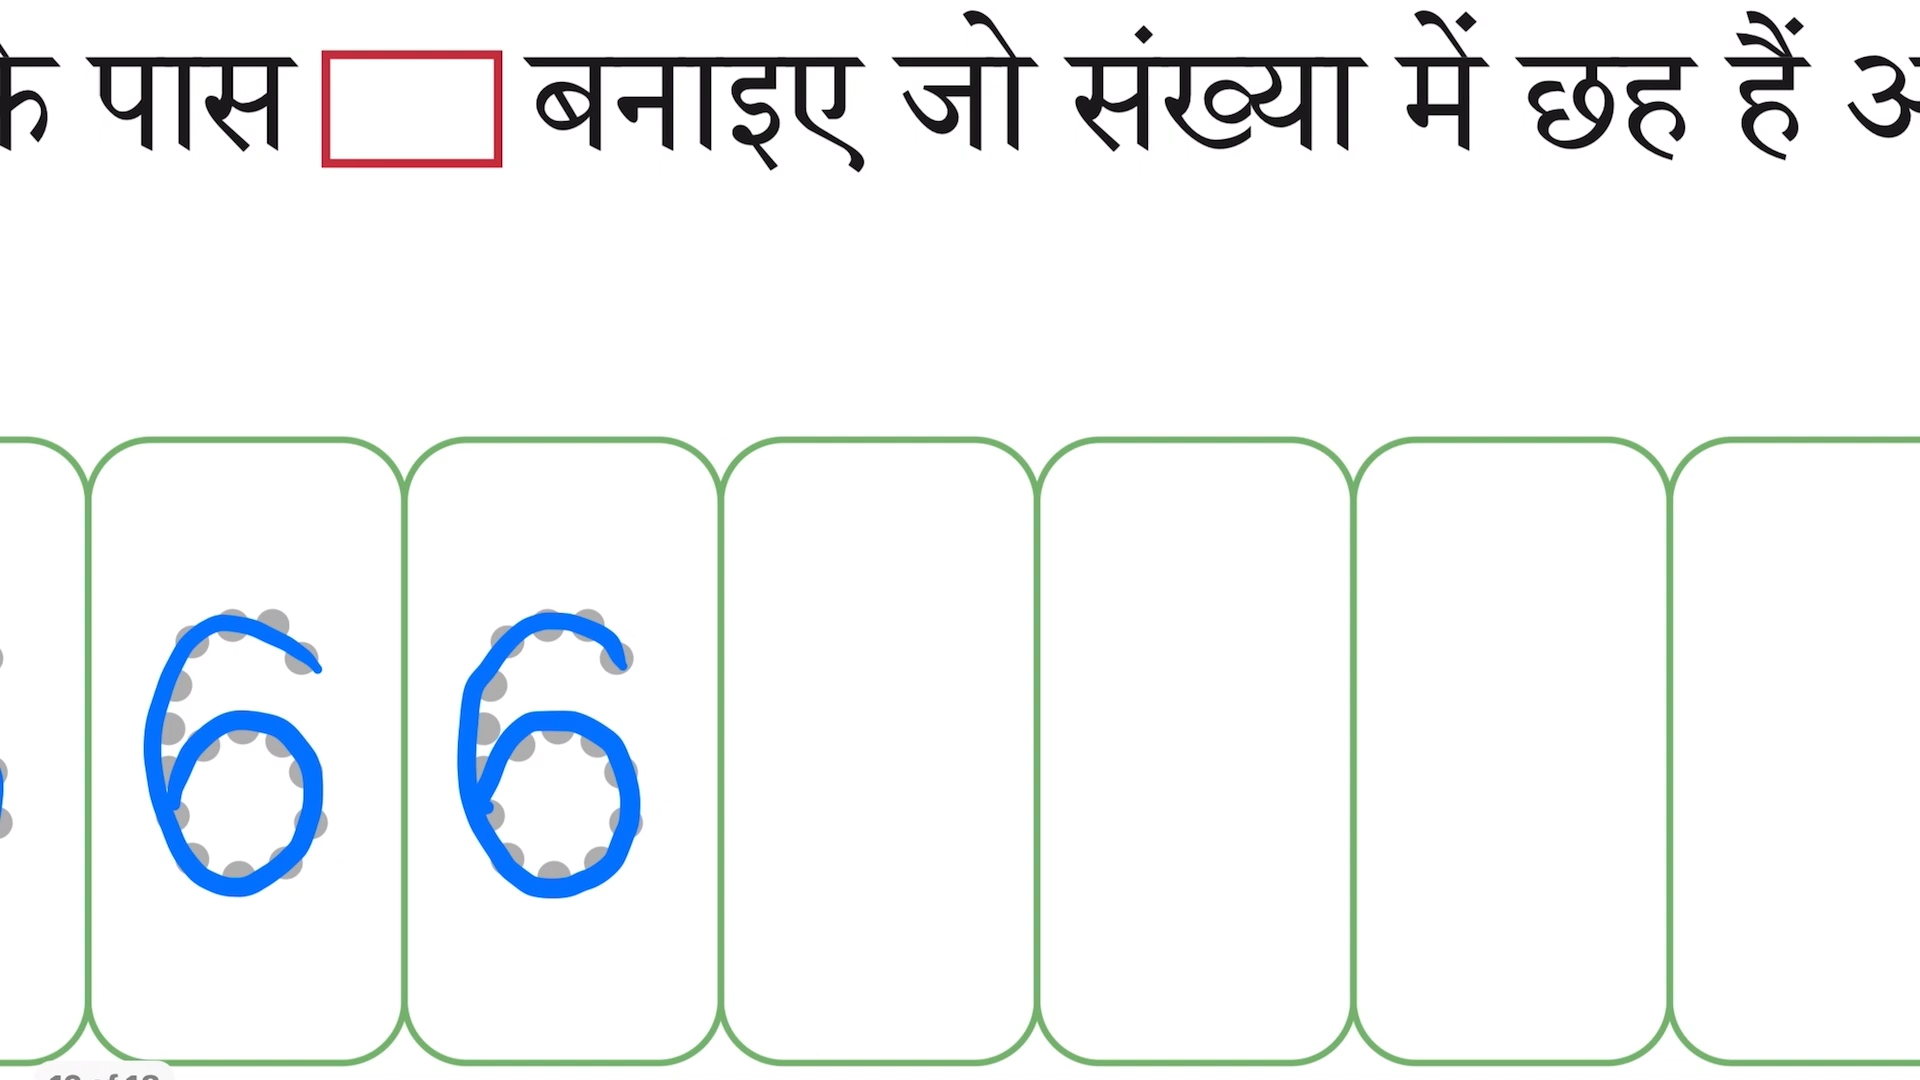 के पास बनाइए जो संख्या में छह हैं
6 6